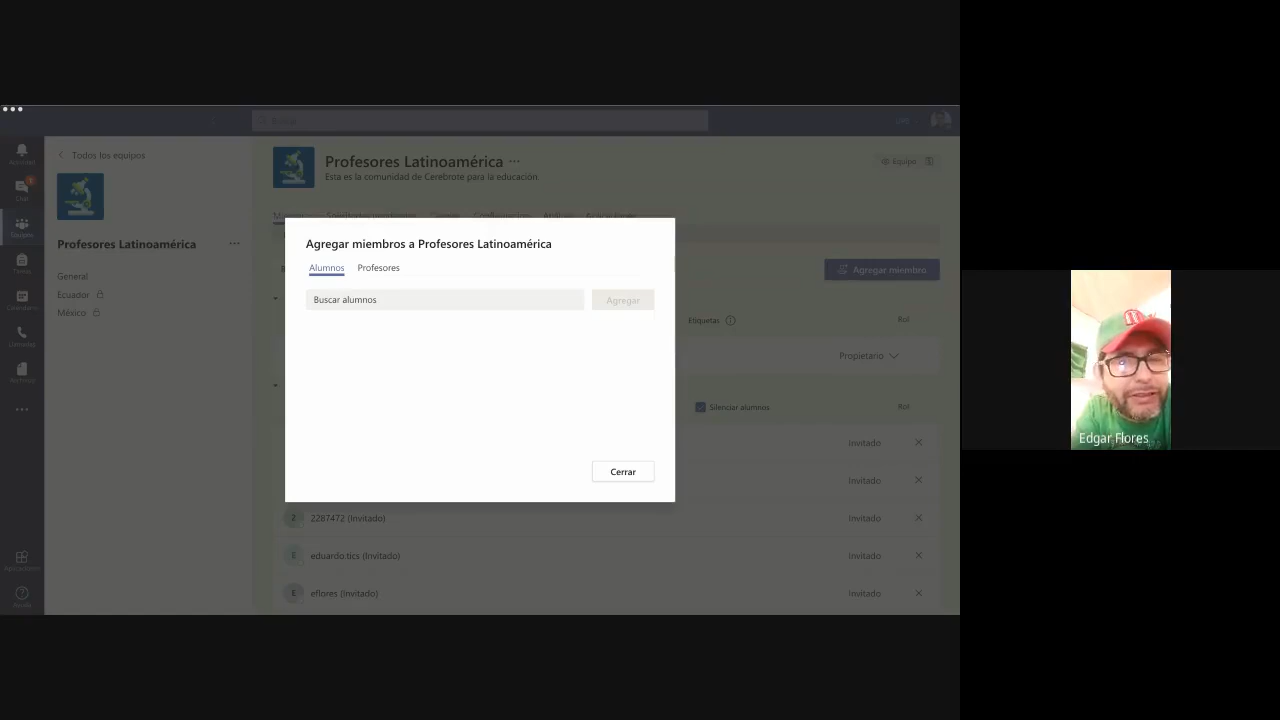 Buscar
Todos los equipos
Profesores Latinoamérica ...
Esta es la comunidad de Cerebrote para la educación
Equipo
Profesores Latinoamérica ...
General
Ecuador
México
Agregar miembros a Profesores Latinoamérica
Alumnos Profesores
Buscar alumnos Agregar
Cerrar
Agregar miembro
Etiquetas Rol
Propietario
Silenciar alumnos Rol
Invitado
Invitado
2287472 (Invitado) Invitado
eduardo.tics (Invitado) Invitado
eflores (Invitado) Invitado
Edgar Flores